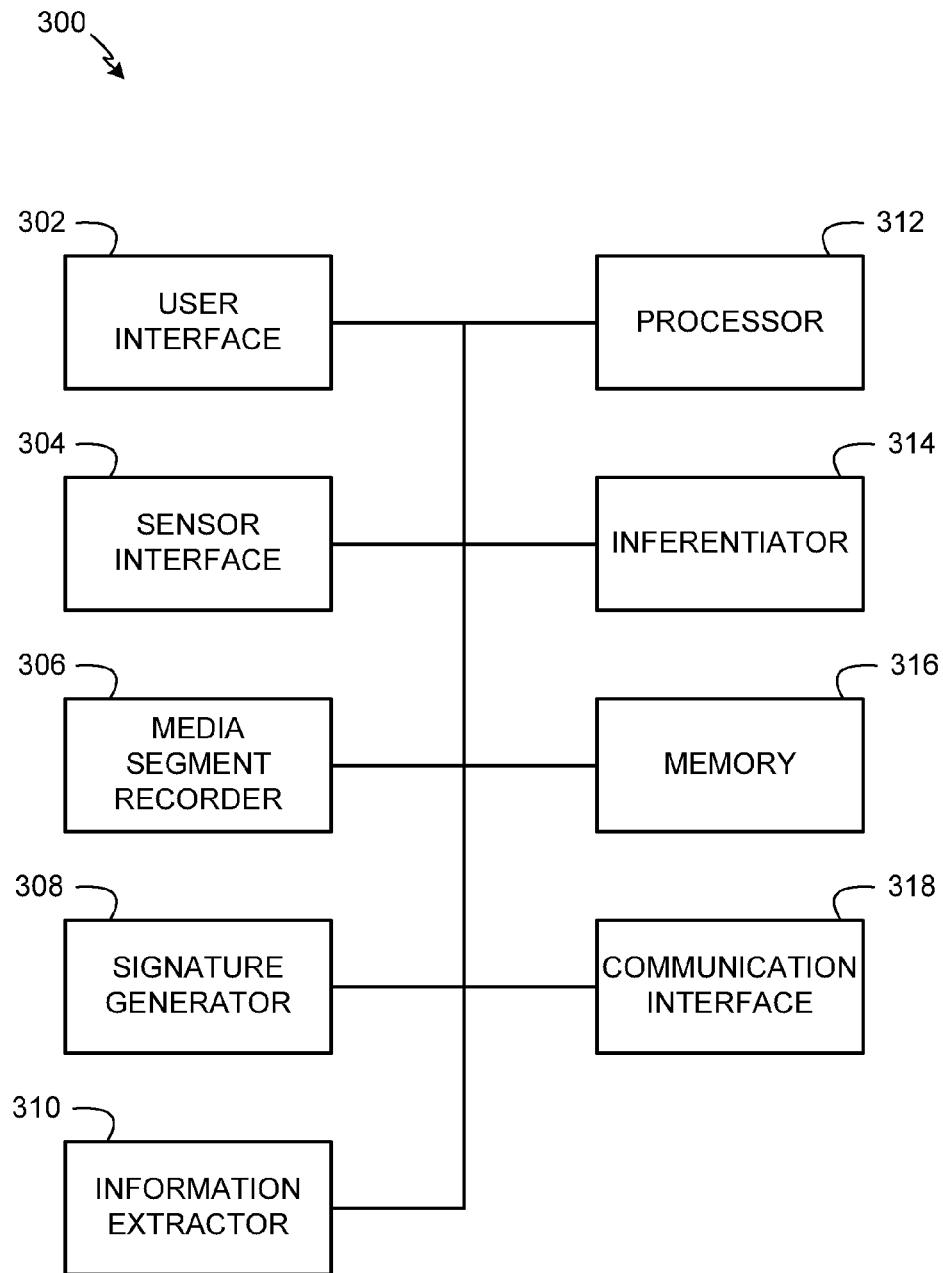 300
302
312
USER
INTERFACE
PROCESSOR
304
314
SENSOR
INTERFACE
INFERENTIATOR
306
316
MEDIA
SEGMENT
RECORDER
MEMORY
308
318
SIGNATURE
GENERATOR
COMMUNICATION
INTERFACE
310
INFORMATION
EXTRACTOR